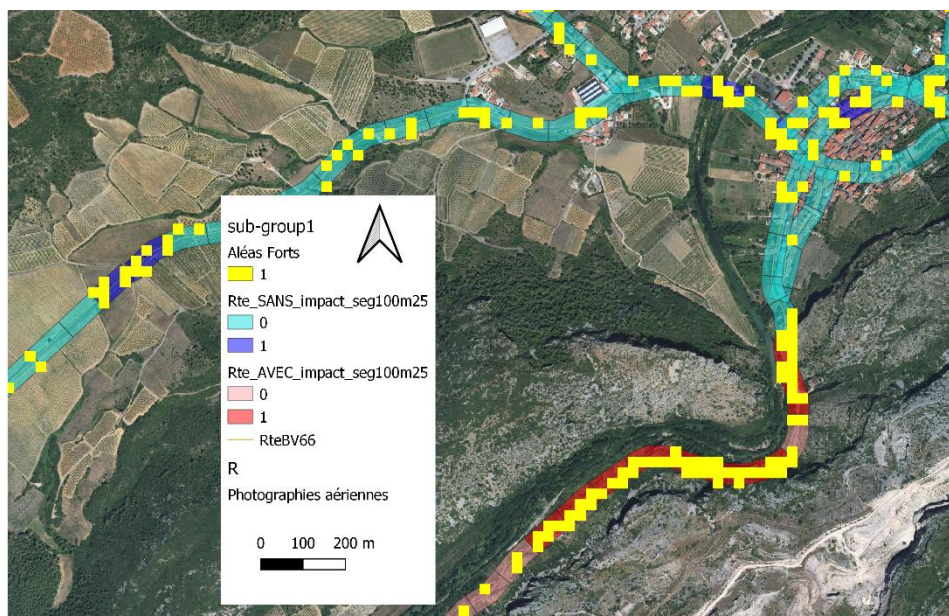 sub-group1
Aléas Forts
1
Rte_SANS_impact_seg100m25
0
1
Rte_AVEC_impact_seg100m25
0
1
RteBV66
R
Photographies aériennes
0 100 200 m